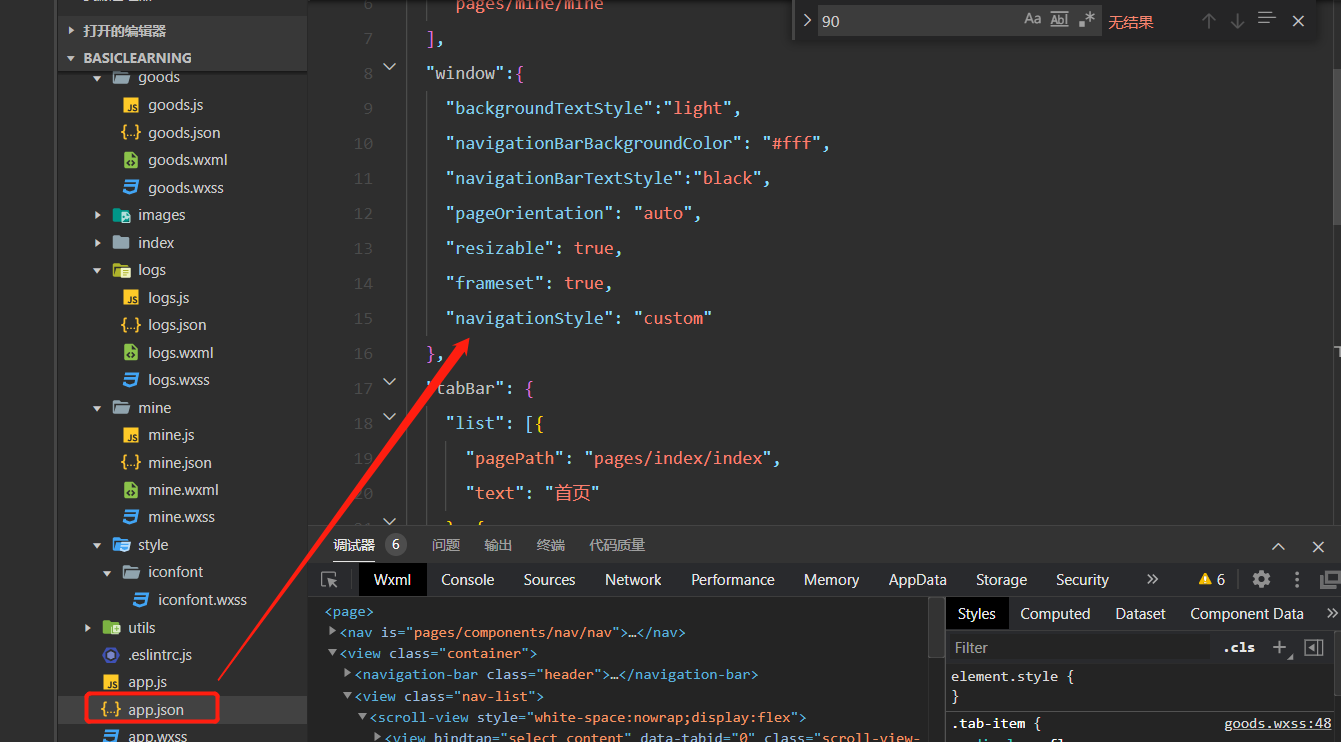 打开的编辑器
BASICLEARNING
goods
goods.js
goods.json
goods.wxml
goods.wxss
images
index
logs
logs.js
logs.json
logs.wxml
logs.wxss
mine
mine.js
mine.json
mine.wxml
mine.wxss
style
iconfont
iconfont.wxss
utils
.eslintrc.js
app.js
app.json
app.wxss
6 pages/mine/mine
7 ],
8 "window":{
9 "backgroundTextStyle":"light",
10 "navigationBarBackgroundColor": "#fff",
11 "navigationBarTextStyle":"black",
12 "pageOrientation": "auto",
13 "resizable": true,
14 "frameset": true,
15 "navigationStyle": "custom"
16 },
17 "tabBar": {
18 "list": [{
19 "pagePath": "pages/index/index",
20 "text": "首页"
}, {
90 Aa Abl .* 无结果
调试器 6 问题 输出 终端 代码质量
Wxml Console Sources Network Performance Memory AppData Storage Security » 6
<page>
<nav is="pages/components/nav/nav">…</nav>
<view class="container">
<navigation-bar class="header">…</navigation-bar>
<view class="nav-list">
<scroll-view style="white-space:nowrap;display:flex">
<view bindtap="select_content" data-tabid="0" class="scroll-view-
Styles Computed Dataset Component Data »
Filter .cls +
element.style {
}
.tab-item { goods.wxss:48